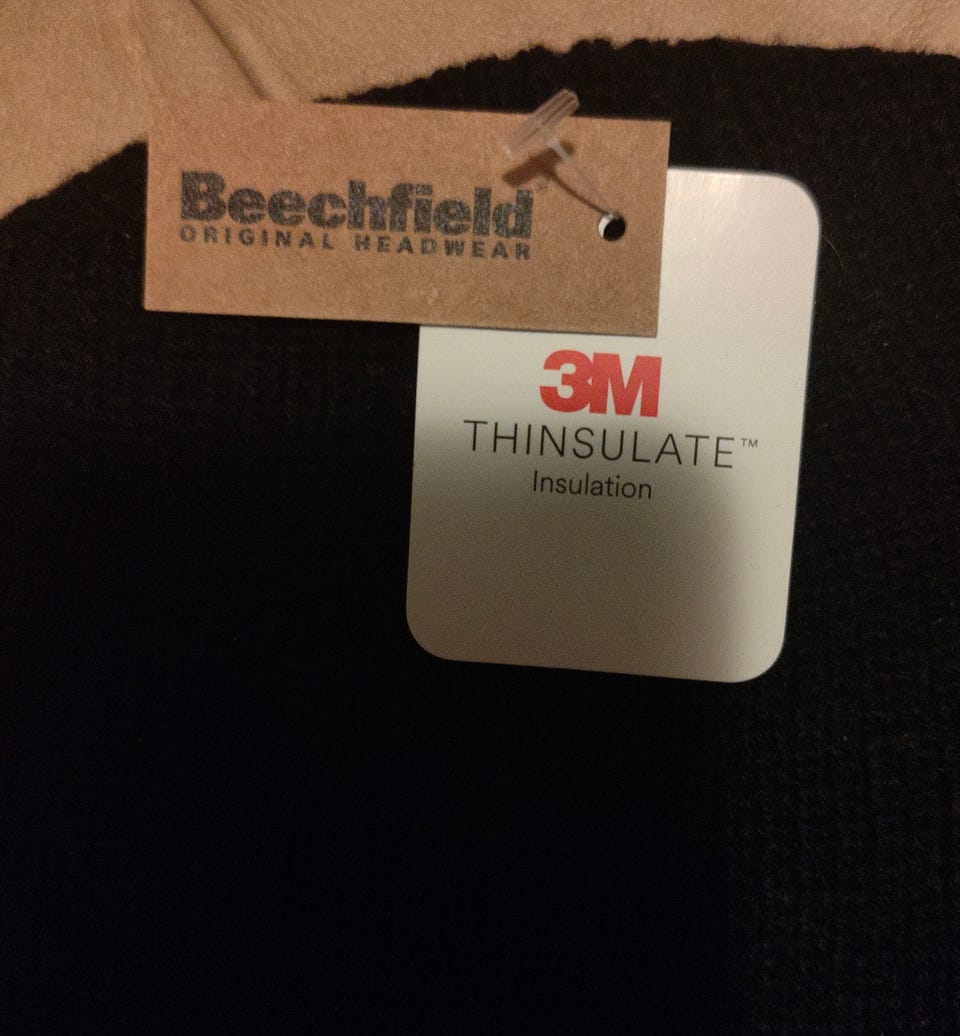 Beechfield
ORIGINAL HEADWEAR
3M
THINSULATE™
Insulation